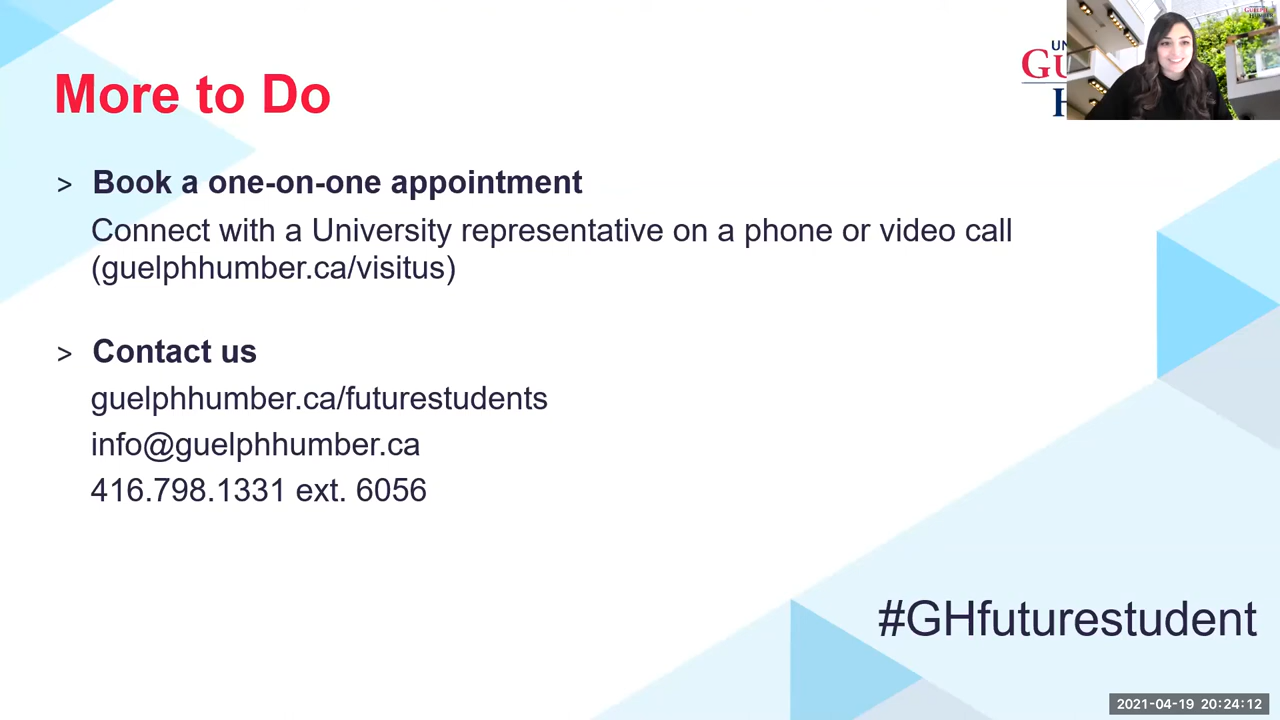 More to Do
> Book a one-on-one appointment
Connect with a University representative on a phone or video call
(guelphhumber.ca/visitus)
> Contact us
guelphhumber.ca/futurestudents
info@guelphhumber.ca
416.798.1331 ext. 6056
#GHfuturestudent
2021-04-19 20:24:12